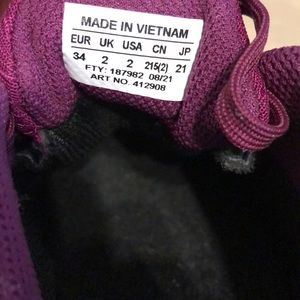 MADE IN VIETNAM
EUR UK USA CN JP
34 2 2 215(2) 21
FTY: 187982 08/21
ART NO. 412908